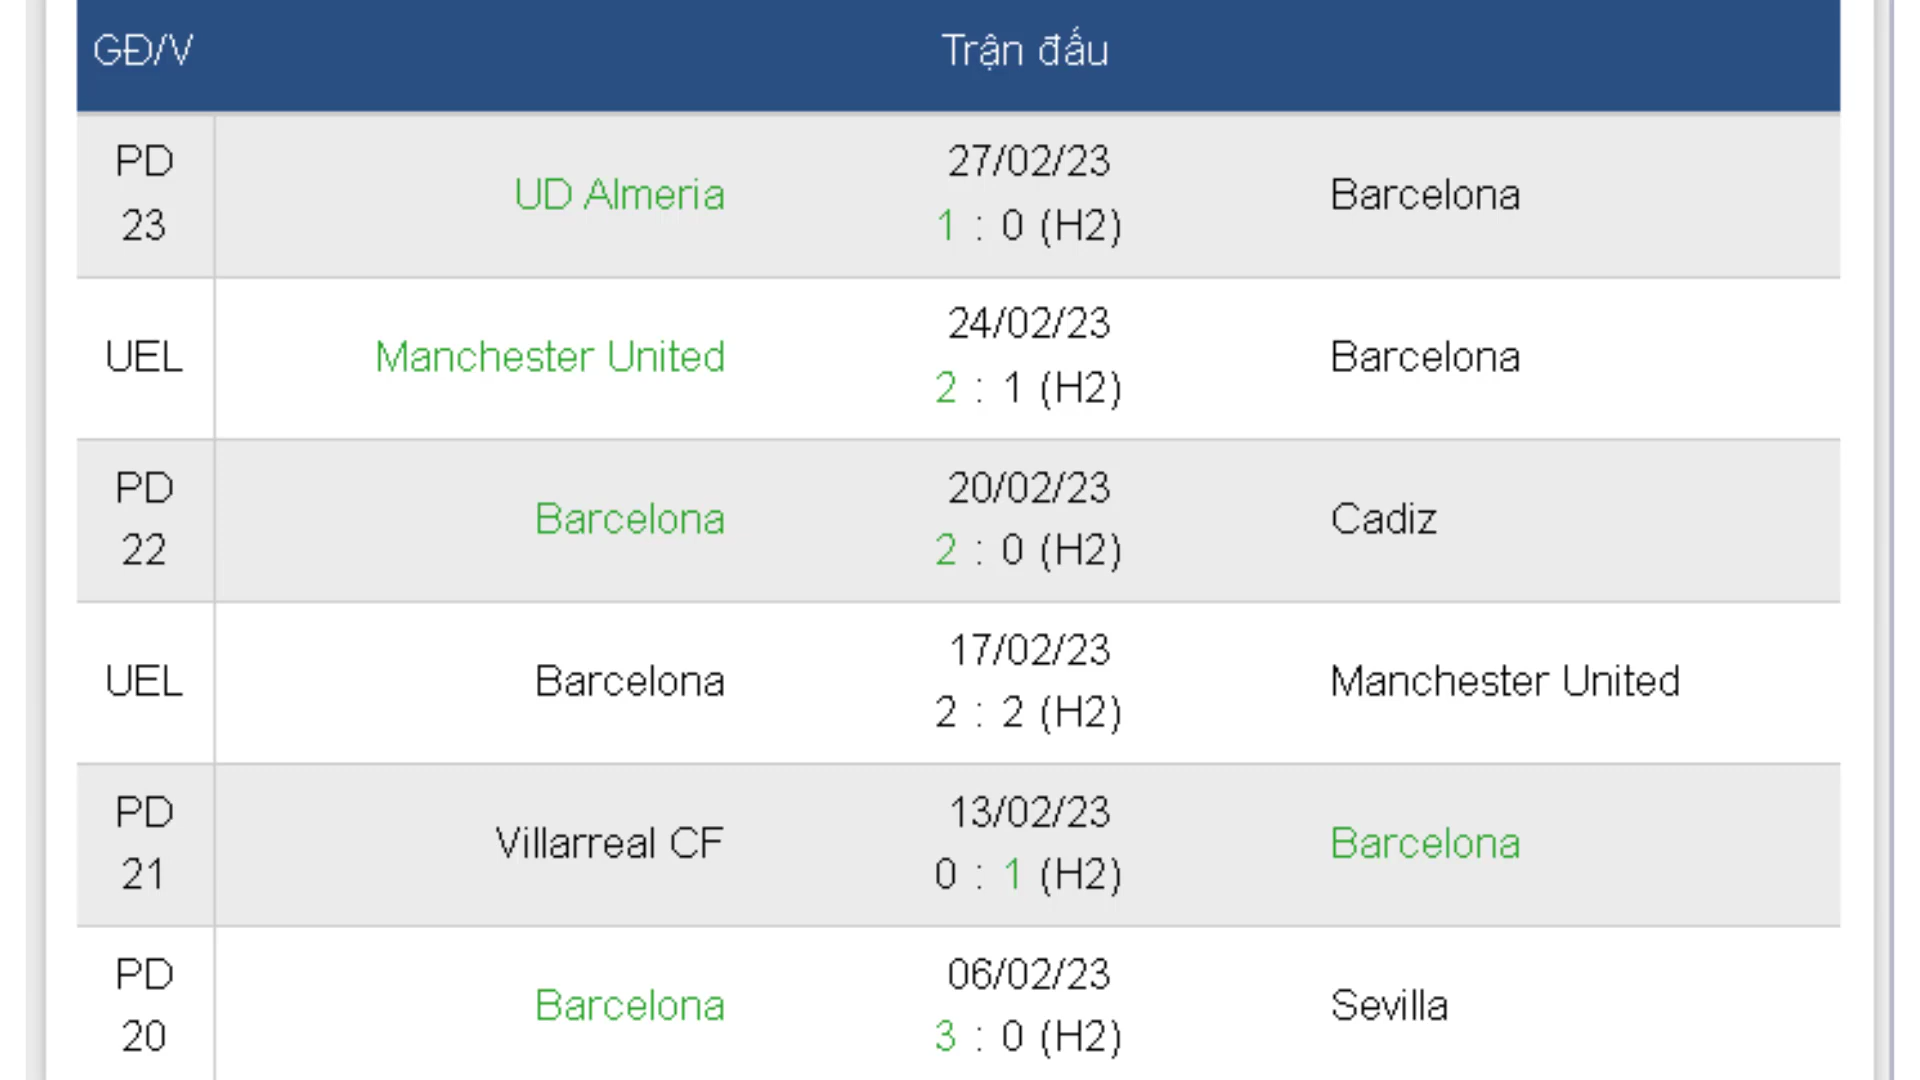 GĐ/V Trận đấu
PD 27/02/23
UD Almeria Barcelona
23 1 : 0 (H2)
24/02/23
UEL Manchester United Barcelona
2 : 1 (H2)
PD 20/02/23
Barcelona Cadiz
22 2 : 0 (H2)
17/02/23
UEL Barcelona Manchester United
2 : 2 (H2)
PD 13/02/23
Villarreal CF Barcelona
21 0 : 1 (H2)
PD 06/02/23
Barcelona Sevilla
20 3 : 0 (H2)